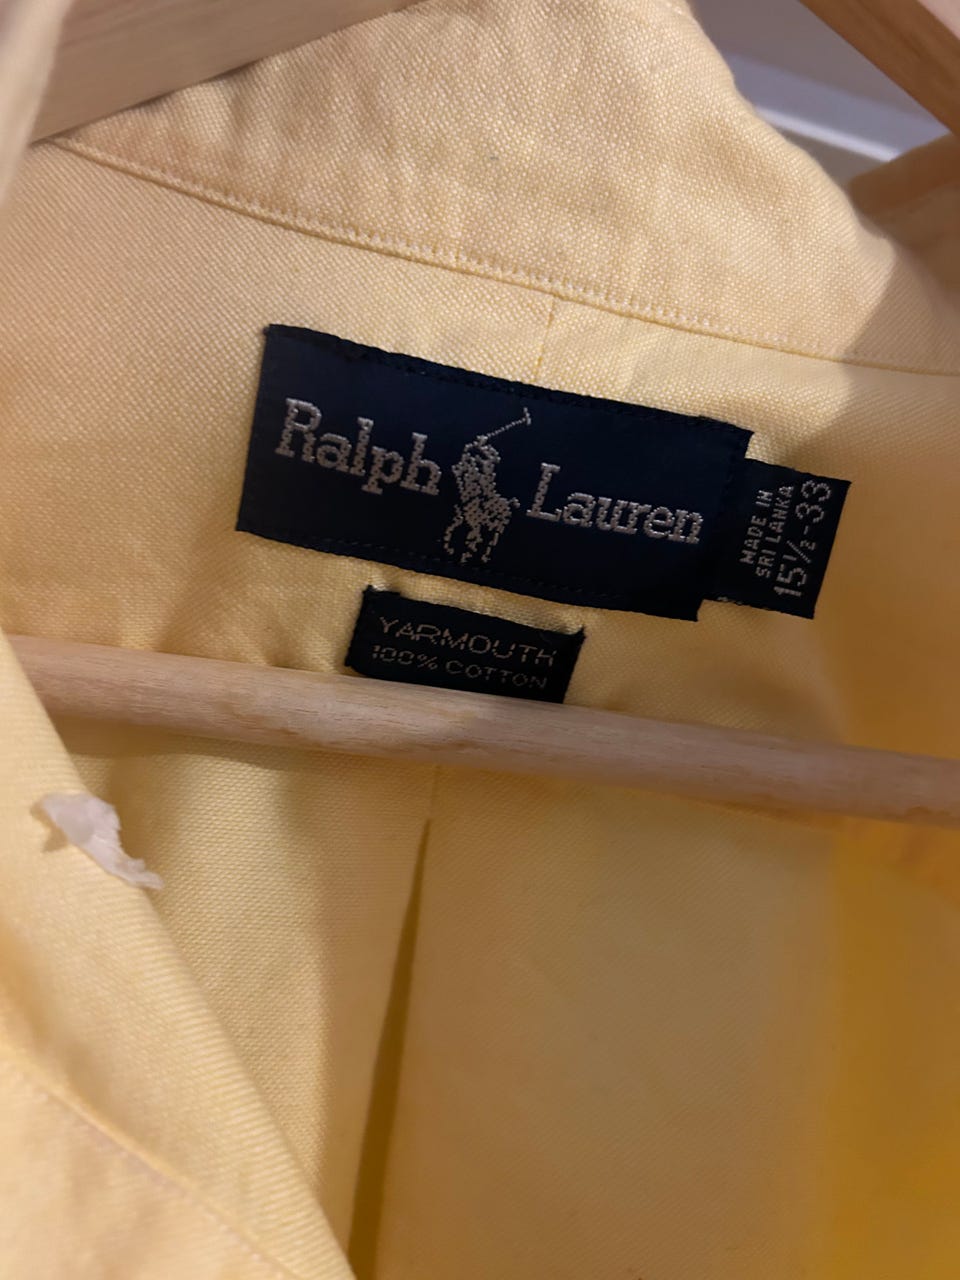 Ralph Lauren
MADE IN
SRI LANKA
15½-33
YARMOUTH
100% COTTON